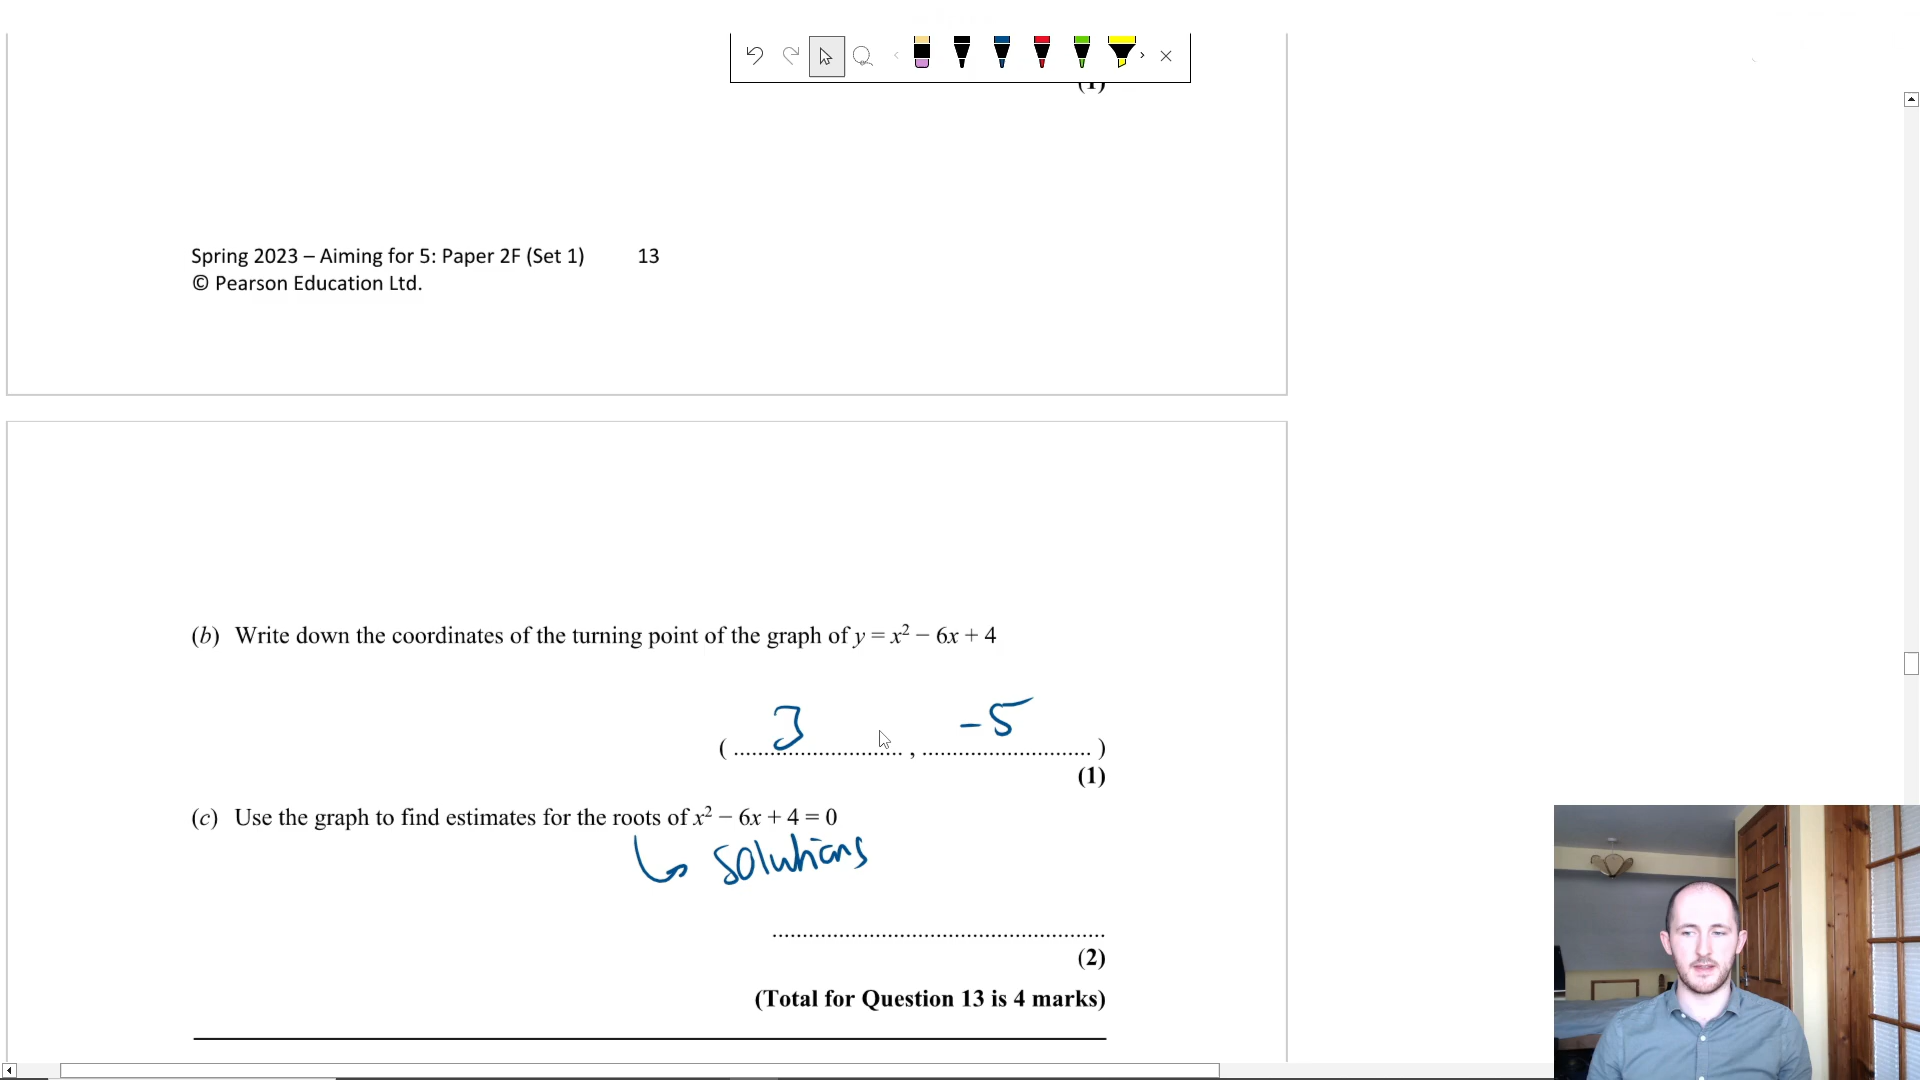 (1)
Spring 2023 – Aiming for 5: Paper 2F (Set 1) 13
© Pearson Education Ltd.
(b) Write down the coordinates of the turning point of the graph of y = x² − 6x + 4
3 -5
( ............................ , ............................ )
(1)
(c) Use the graph to find estimates for the roots of x² − 6x + 4 = 0
↳ solutions
.......................................................
(2)
(Total for Question 13 is 4 marks)